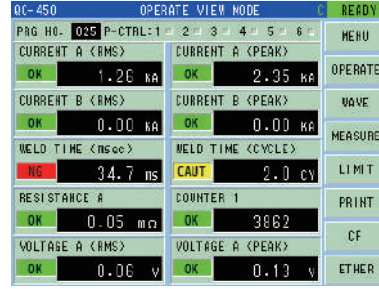 QC-450 OPERATE VIEW MODE C READY
PRG NO. 025 P-CTRL:1 2 3 4 5 6 MENU
CURRENT A (RMS) CURRENT A (PEAK)
OK 1.26 kA OK 2.35 kA OPERATE
CURRENT B (RMS) CURRENT B (PEAK) WAVE
OK 0.00 kA OK 0.00 kA
WELD TIME (msec) WELD TIME (CYCLE) MEASURE
NG 34.7 ms CAUT 2.0 CY LIMIT
RESISTANCE A COUNTER 1 PRINT
OK 0.05 mΩ OK 3862
VOLTAGE A (RMS) VOLTAGE A (PEAK) CF
OK 0.06 V OK 0.13 V ETHER